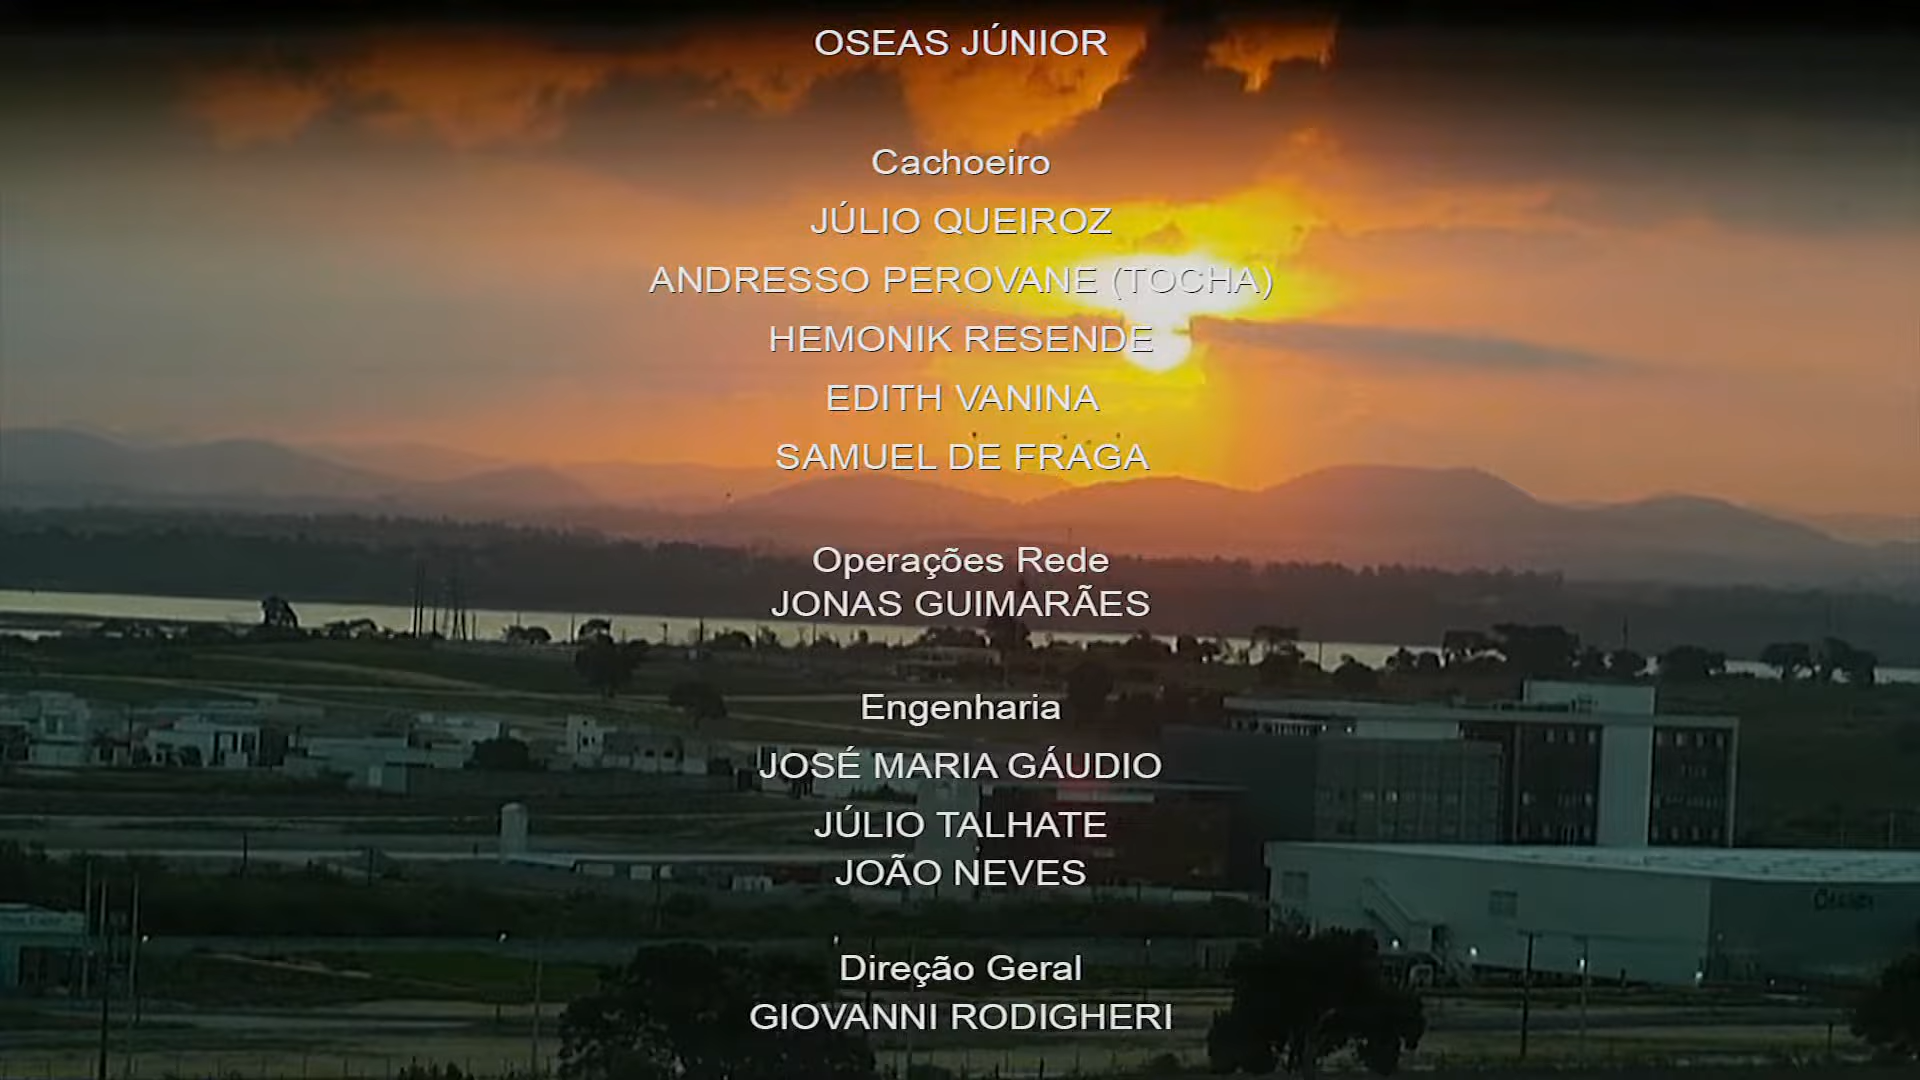 OSEAS JÚNIOR
Cachoeiro
JÚLIO QUEIROZ
ANDRESSO PEROVANE (TOCHA)
HEMONIK RESENDE
EDITH VANINA
SAMUEL DE FRAGA
Operações Rede
JONAS GUIMARÃES
Engenharia
JOSÉ MARIA GÁUDIO
JÚLIO TALHATE
JOÃO NEVES
Direção Geral
GIOVANNI RODIGHERI